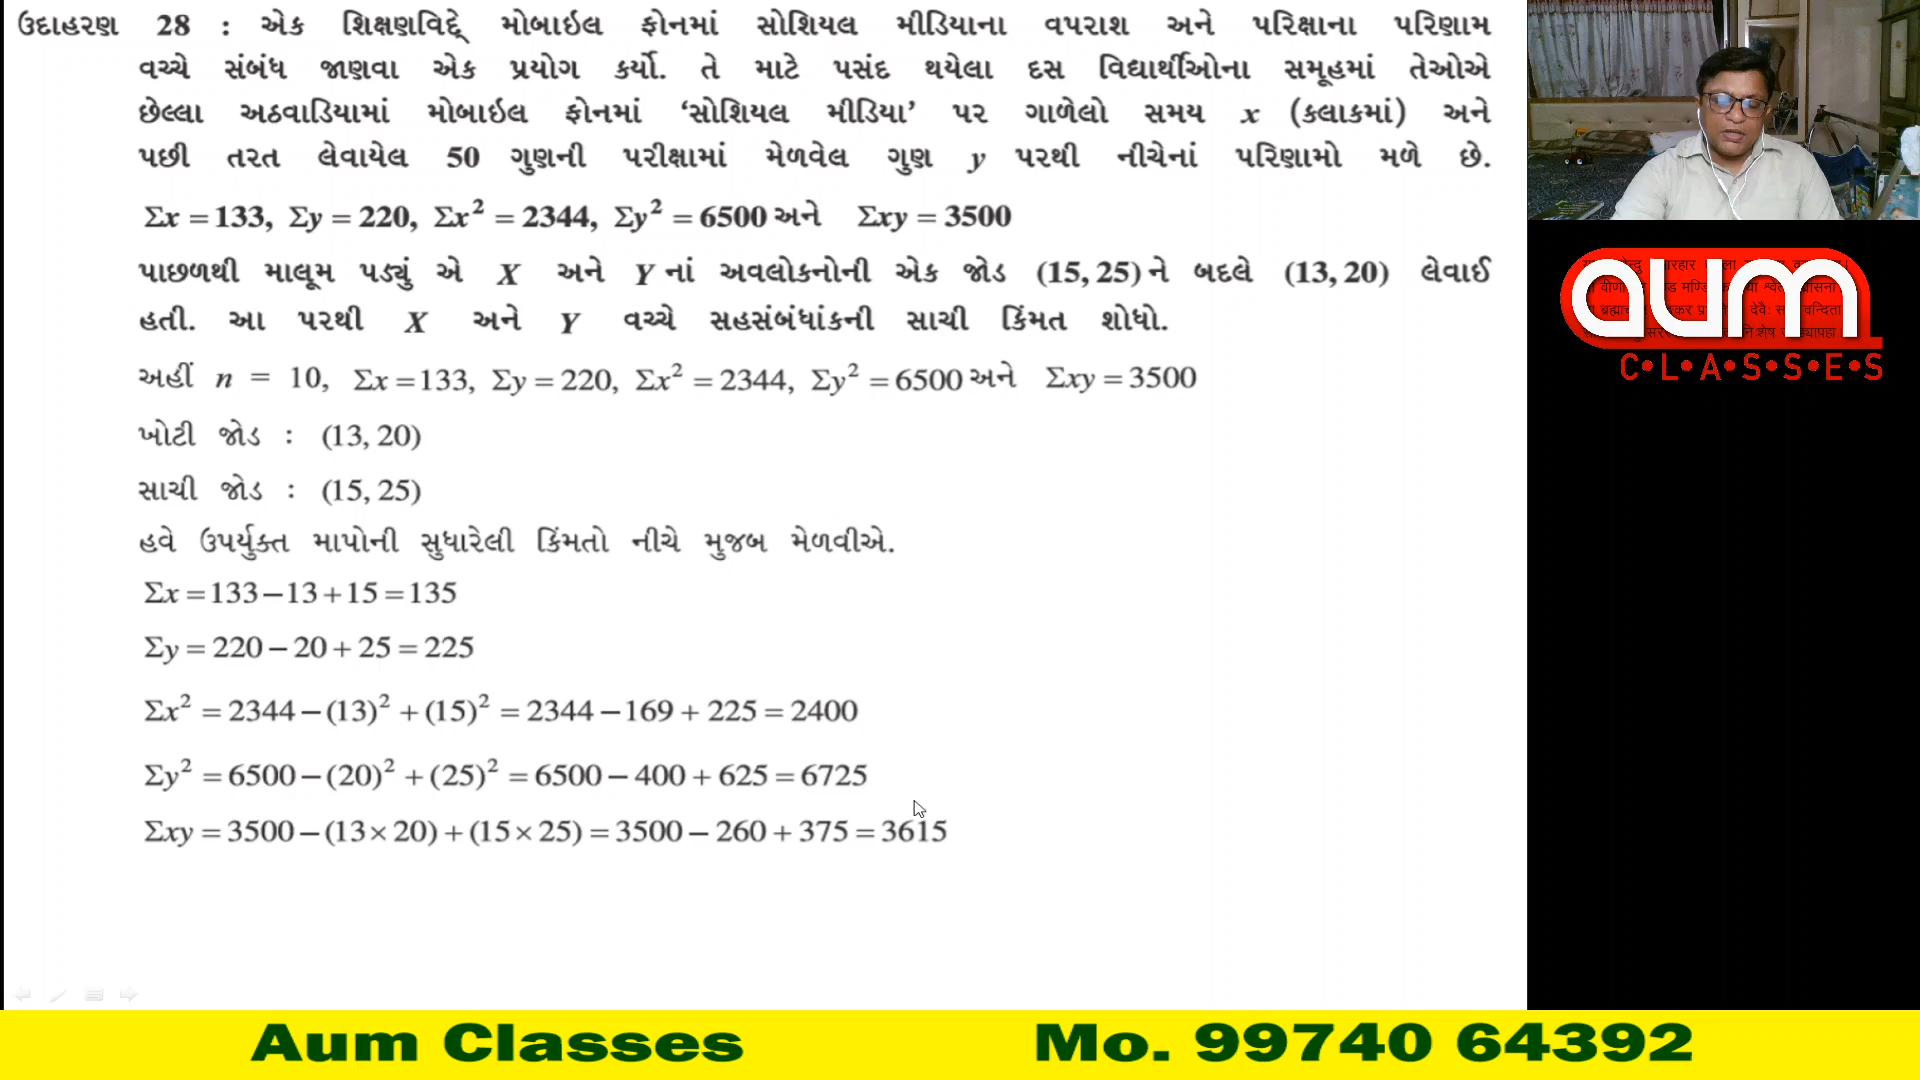 ઉદાહરણ 28 : એક શિક્ષણવિદ્દે મોબાઇલ ફોનમાં સોશિયલ મીડિયાના વપરાશ અને પરિક્ષાના પરિણામ
વચ્ચે સંબંધ જાણવા એક પ્રયોગ કર્યો. તે માટે પસંદ થયેલા દસ વિદ્યાર્થીઓના સમૂહમાં તેઓએ
છેલ્લા અઠવાડિયામાં મોબાઇલ ફોનમાં ‘સોશિયલ મીડિયા’ પર ગાળેલો સમય x (કલાકમાં) અને
પછી તરત લેવાયેલ 50 ગુણની પરીક્ષામાં મેળવેલ ગુણ y પરથી નીચેનાં પરિણામો મળે છે.
Σx = 133, Σy = 220, Σx² = 2344, Σy² = 6500 અને Σxy = 3500
પાછળથી માલૂમ પડ્યું એ X અને Y નાં અવલોકનોની એક જોડ (15, 25) ને બદલે (13, 20) લેવાઈ
હતી. આ પરથી X અને Y વચ્ચે સહસંબંધાંકની સાચી કિંમત શોધો.
અહીં n = 10, Σx = 133, Σy = 220, Σx² = 2344, Σy² = 6500 અને Σxy = 3500
ખોટી જોડ : (13, 20)
સાચી જોડ : (15, 25)
હવે ઉપર્યુક્ત માપોની સુધારેલી કિંમતો નીચે મુજબ મેળવીએ.
Σx = 133 – 13 + 15 = 135
Σy = 220 – 20 + 25 = 225
Σx² = 2344 – (13)² + (15)² = 2344 – 169 + 225 = 2400
Σy² = 6500 – (20)² + (25)² = 6500 – 400 + 625 = 6725
Σxy = 3500 – (13 × 20) + (15 × 25) = 3500 – 260 + 375 = 3615
aum
C•L•A•S•S•E•S
Aum Classes Mo. 99740 64392